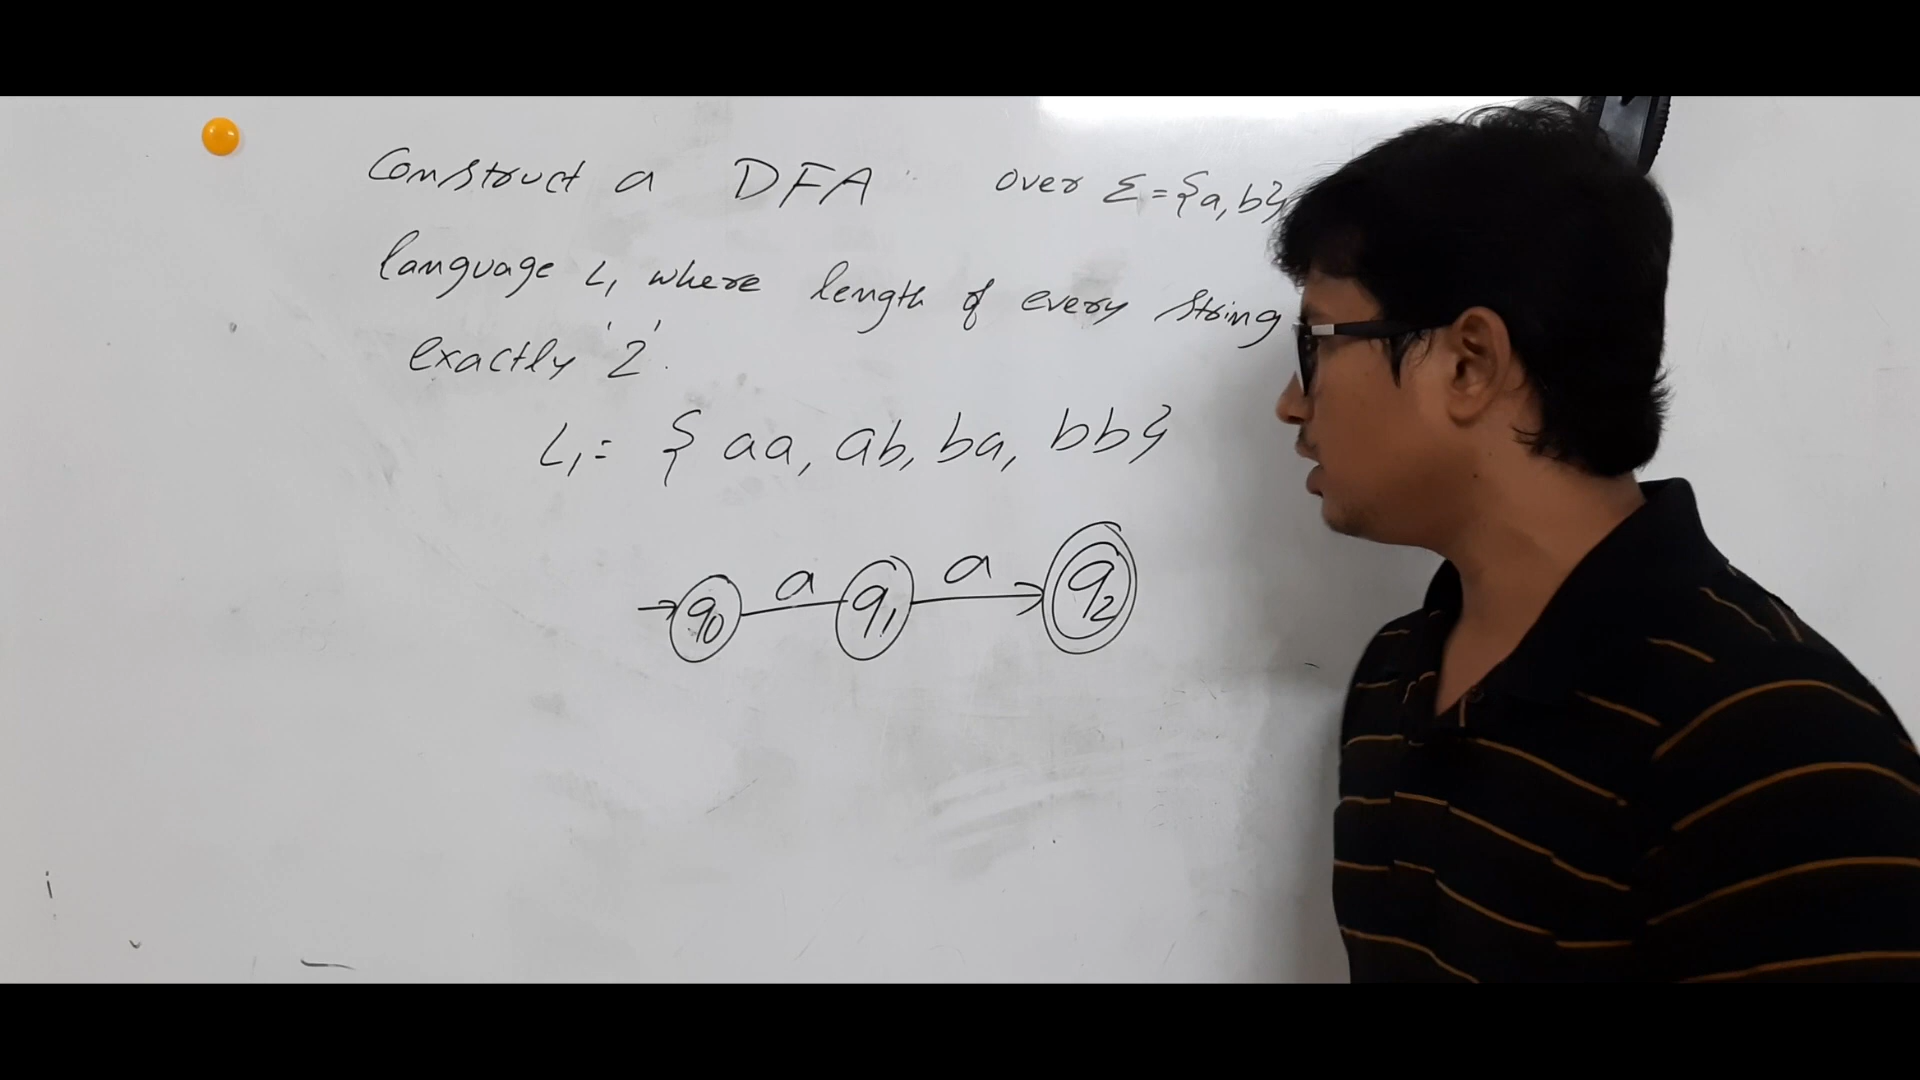 Construct a DFA over Σ={a,b}
language L₁ where length of every string
exactly '2'.
L₁ = { aa, ab, ba, bb}
→ q₀ a q₁ a q₂